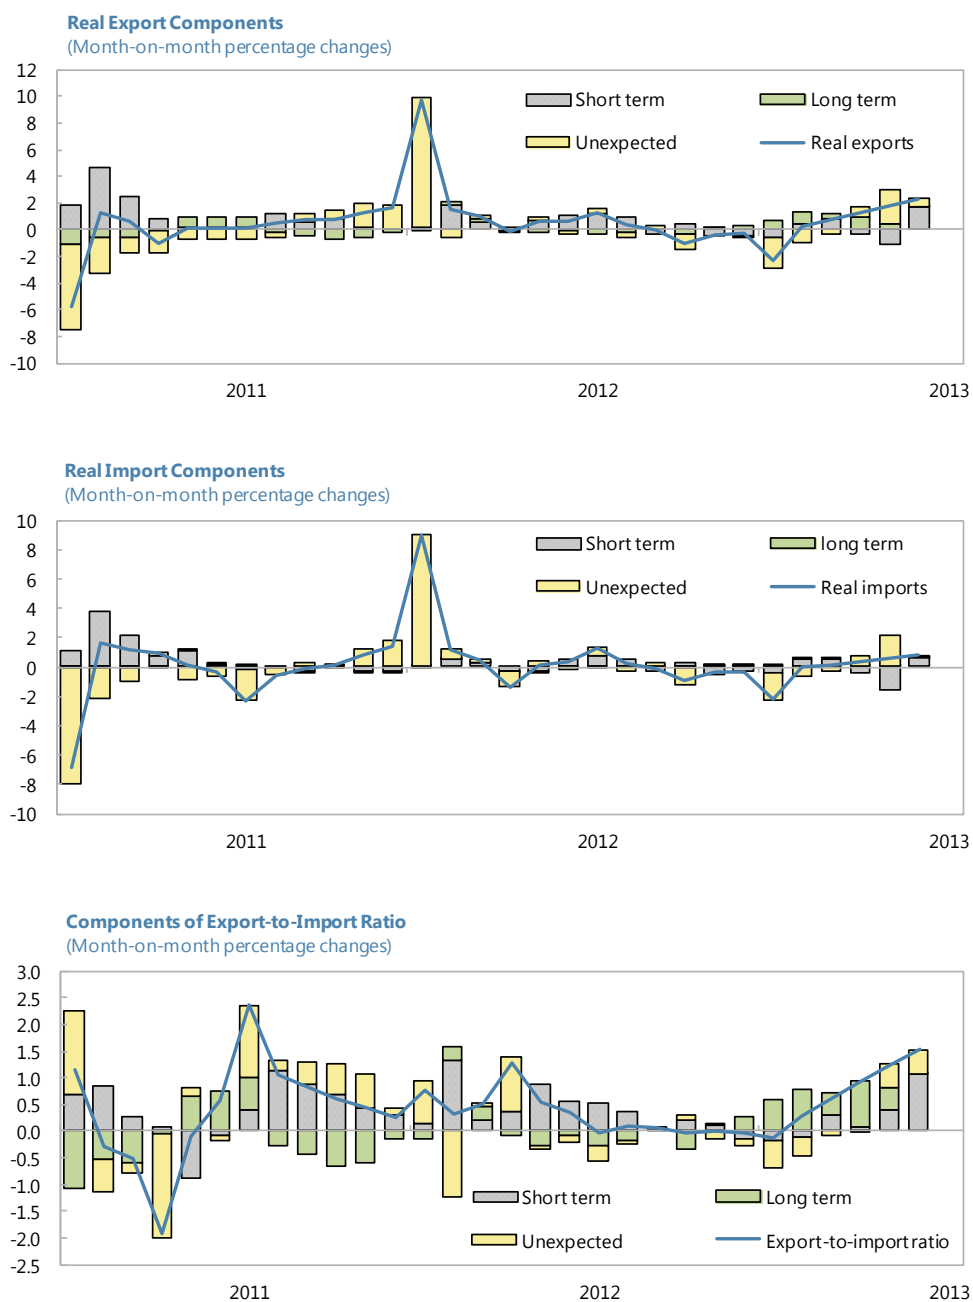 Real Export Components
(Month-on-month percentage changes)
12
10
8
6
4
2
0
-2
-4
-6
-8
-10
Short term
Long term
Unexpected
Real exports
2011
2012
2013
Real Import Components
(Month-on-month percentage changes)
10
8
6
4
2
0
-2
-4
-6
-8
-10
Short term
long term
Unexpected
Real imports
2011
2012
2013
Components of Export-to-Import Ratio
(Month-on-month percentage changes)
3.0
2.5
2.0
1.5
1.0
0.5
0.0
-0.5
-1.0
-1.5
-2.0
-2.5
Short term
Long term
Unexpected
Export-to-import ratio
2011
2012
2013